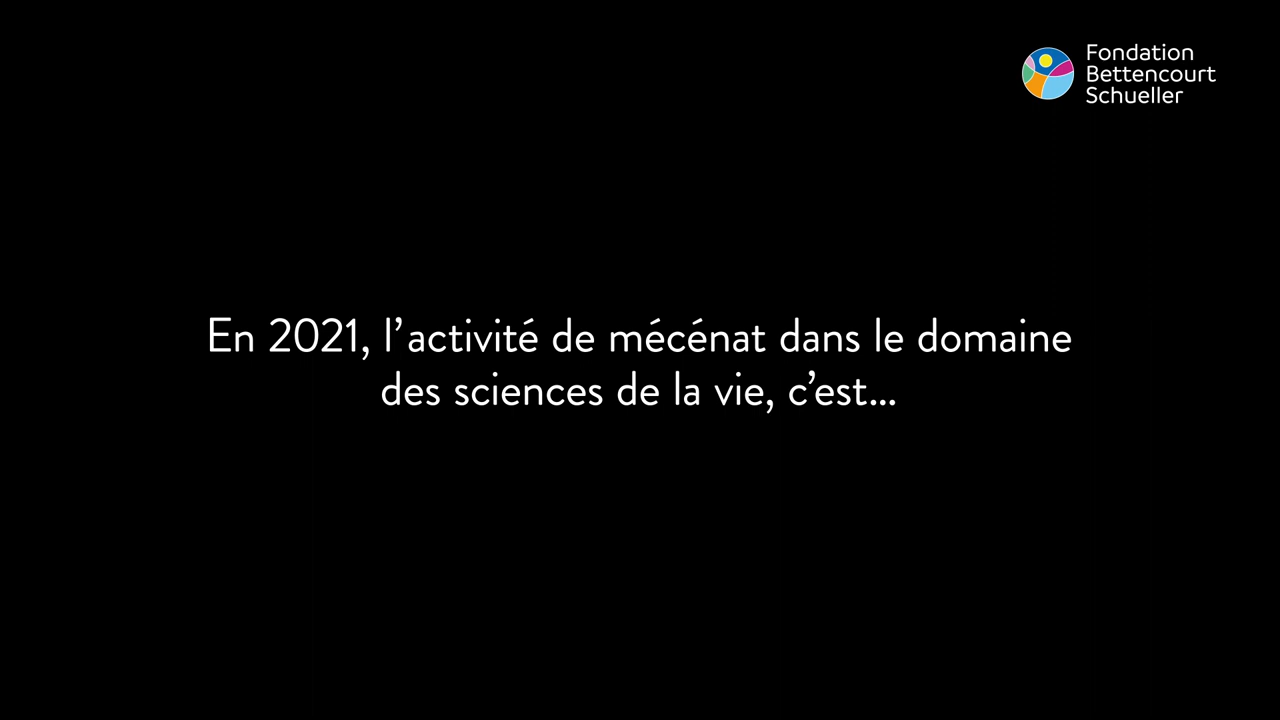 Fondation
Bettencourt
Schueller
En 2021, l’activité de mécénat dans le domaine
des sciences de la vie, c’est...